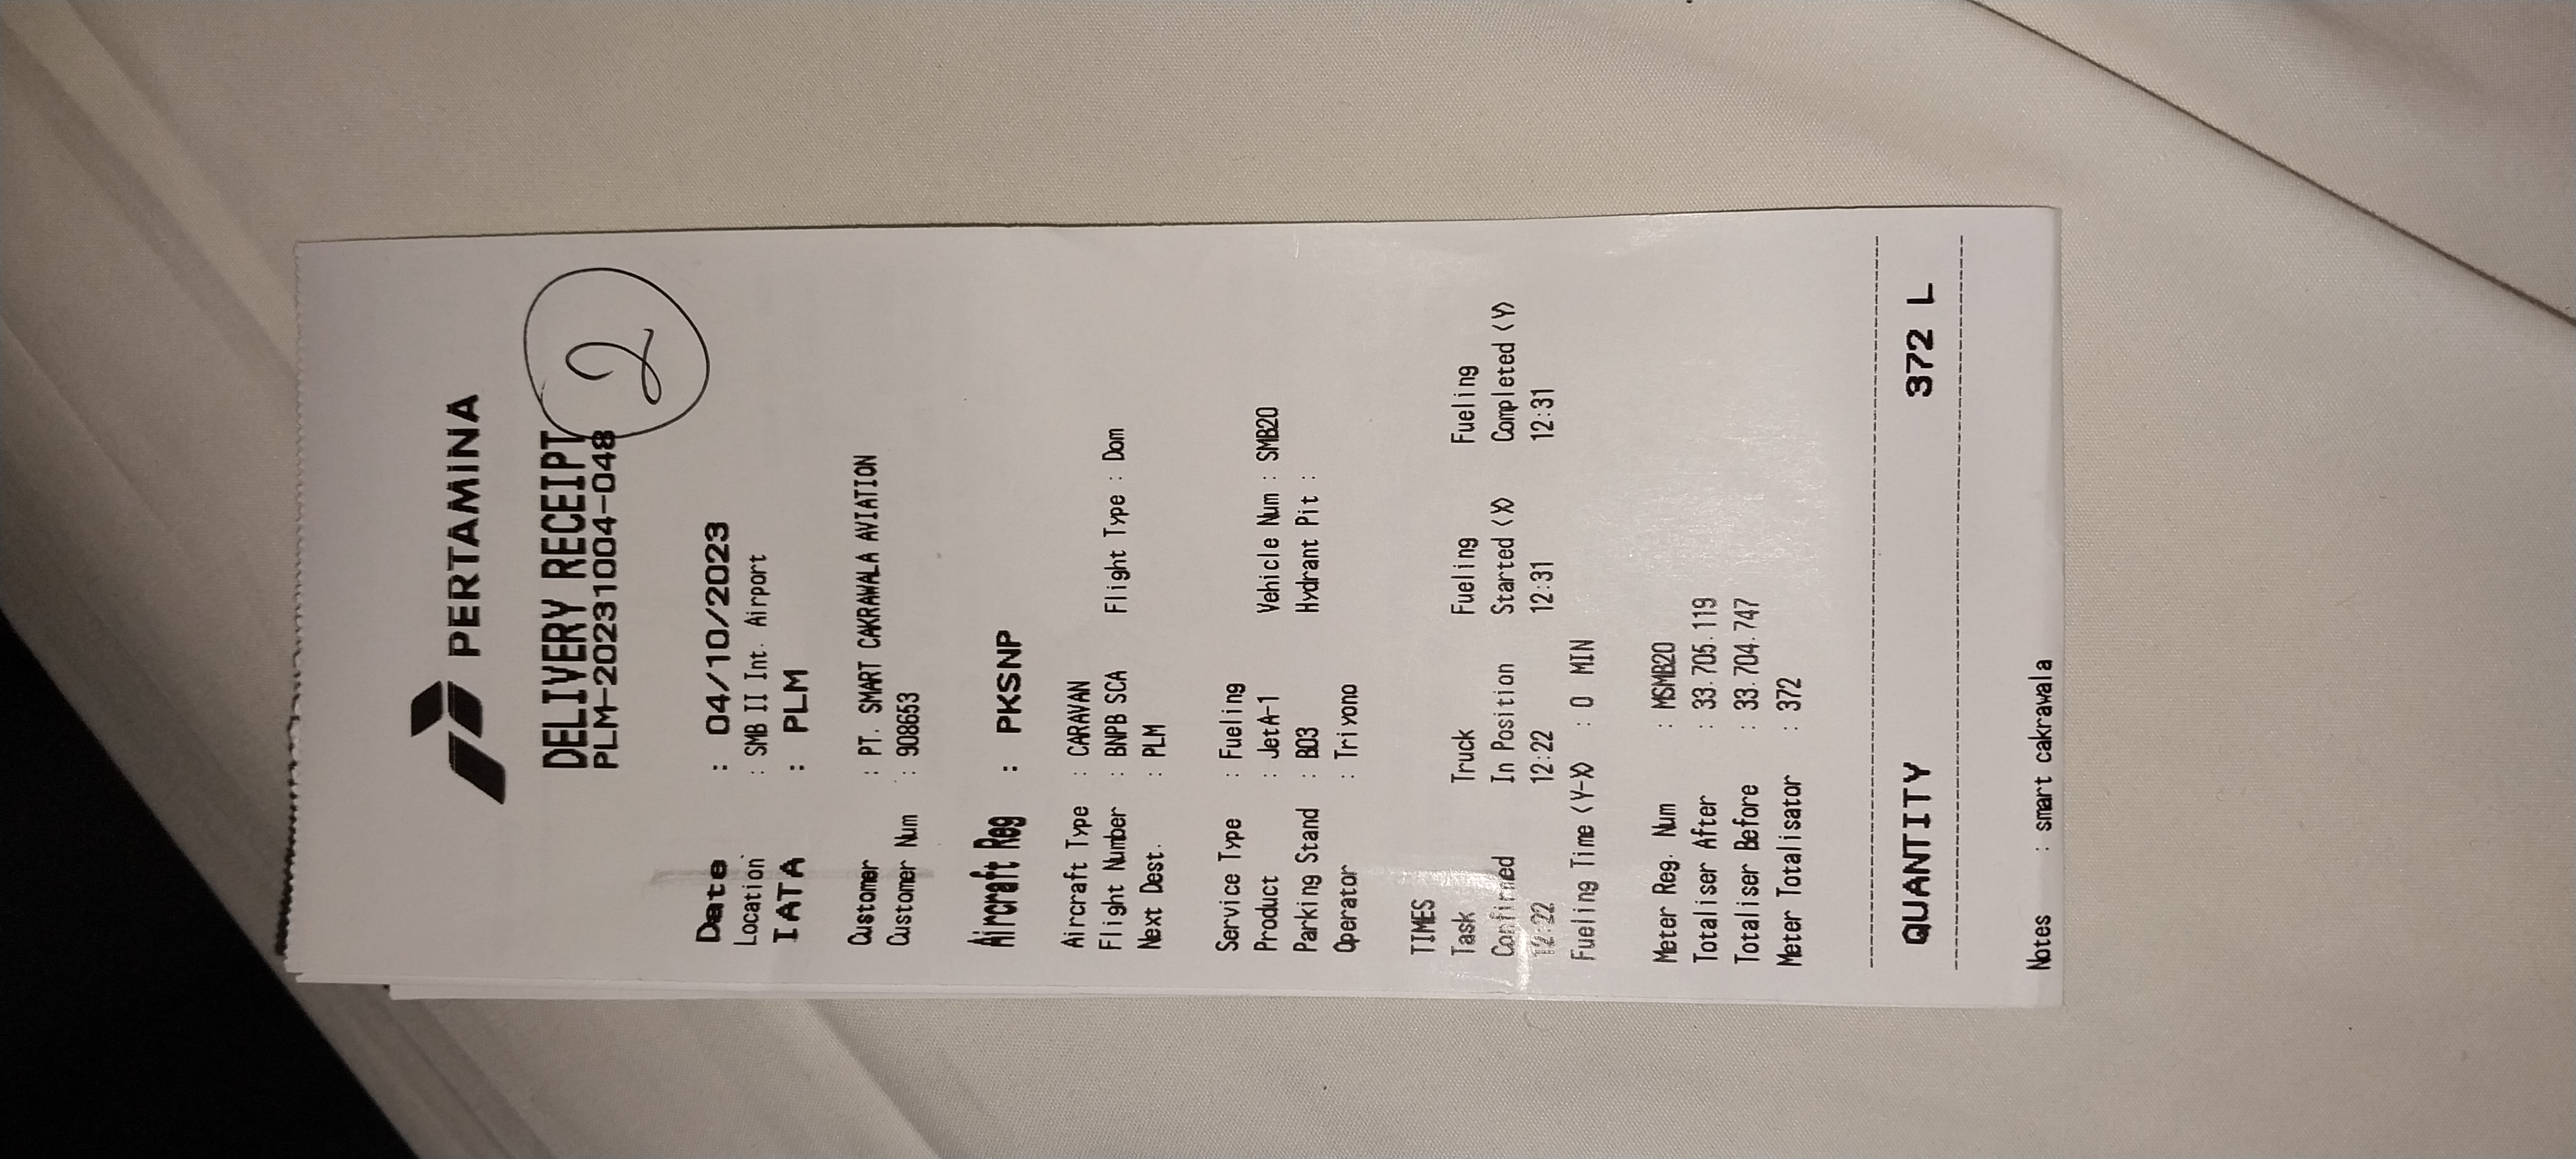 PERTAMINA
DELIVERY RECEIPT
PLM-20231004-048
2
Date : 04/10/2023
Location : SMB II Int. Airport
IATA : PLM
Customer : PT. SMART CAKRAWALA AVIATION
Customer Num : 908653
Aircraft Reg : PKSNP
Aircraft Type : CARAVAN
Flight Number : BNPB SCA Flight Type : Dom
Next Dest. : PLM
Service Type : Fueling
Product : JetA-1 Vehicle Num : SMB20
Parking Stand : B03 Hydrant Pit :
Operator : Triyono
TIMES
Task Truck Fueling Fueling
Confirmed In Position Started (X) Completed (Y)
12:22 12:22 12:31 12:31
Fueling Time (Y-X) : 0 MIN
Meter Reg. Num : MSMB20
Totaliser After : 33.705.119
Totaliser Before : 33.704.747
Meter Totalisator : 372
QUANTITY 372 L
Notes : smart cakrawala